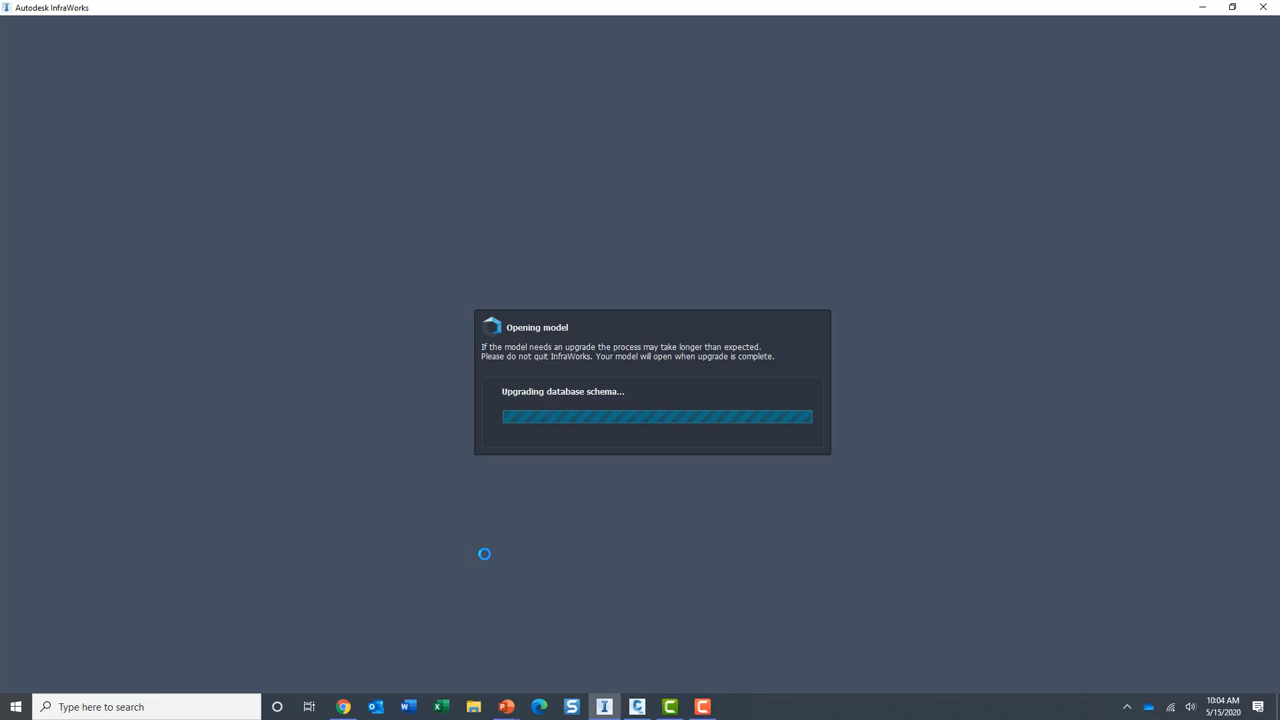 Autodesk InfraWorks
Opening model
If the model needs an upgrade the process may take longer than expected.
Please do not quit InfraWorks. Your model will open when upgrade is complete.
Upgrading database schema...
Type here to search
10:04 AM
5/15/2020